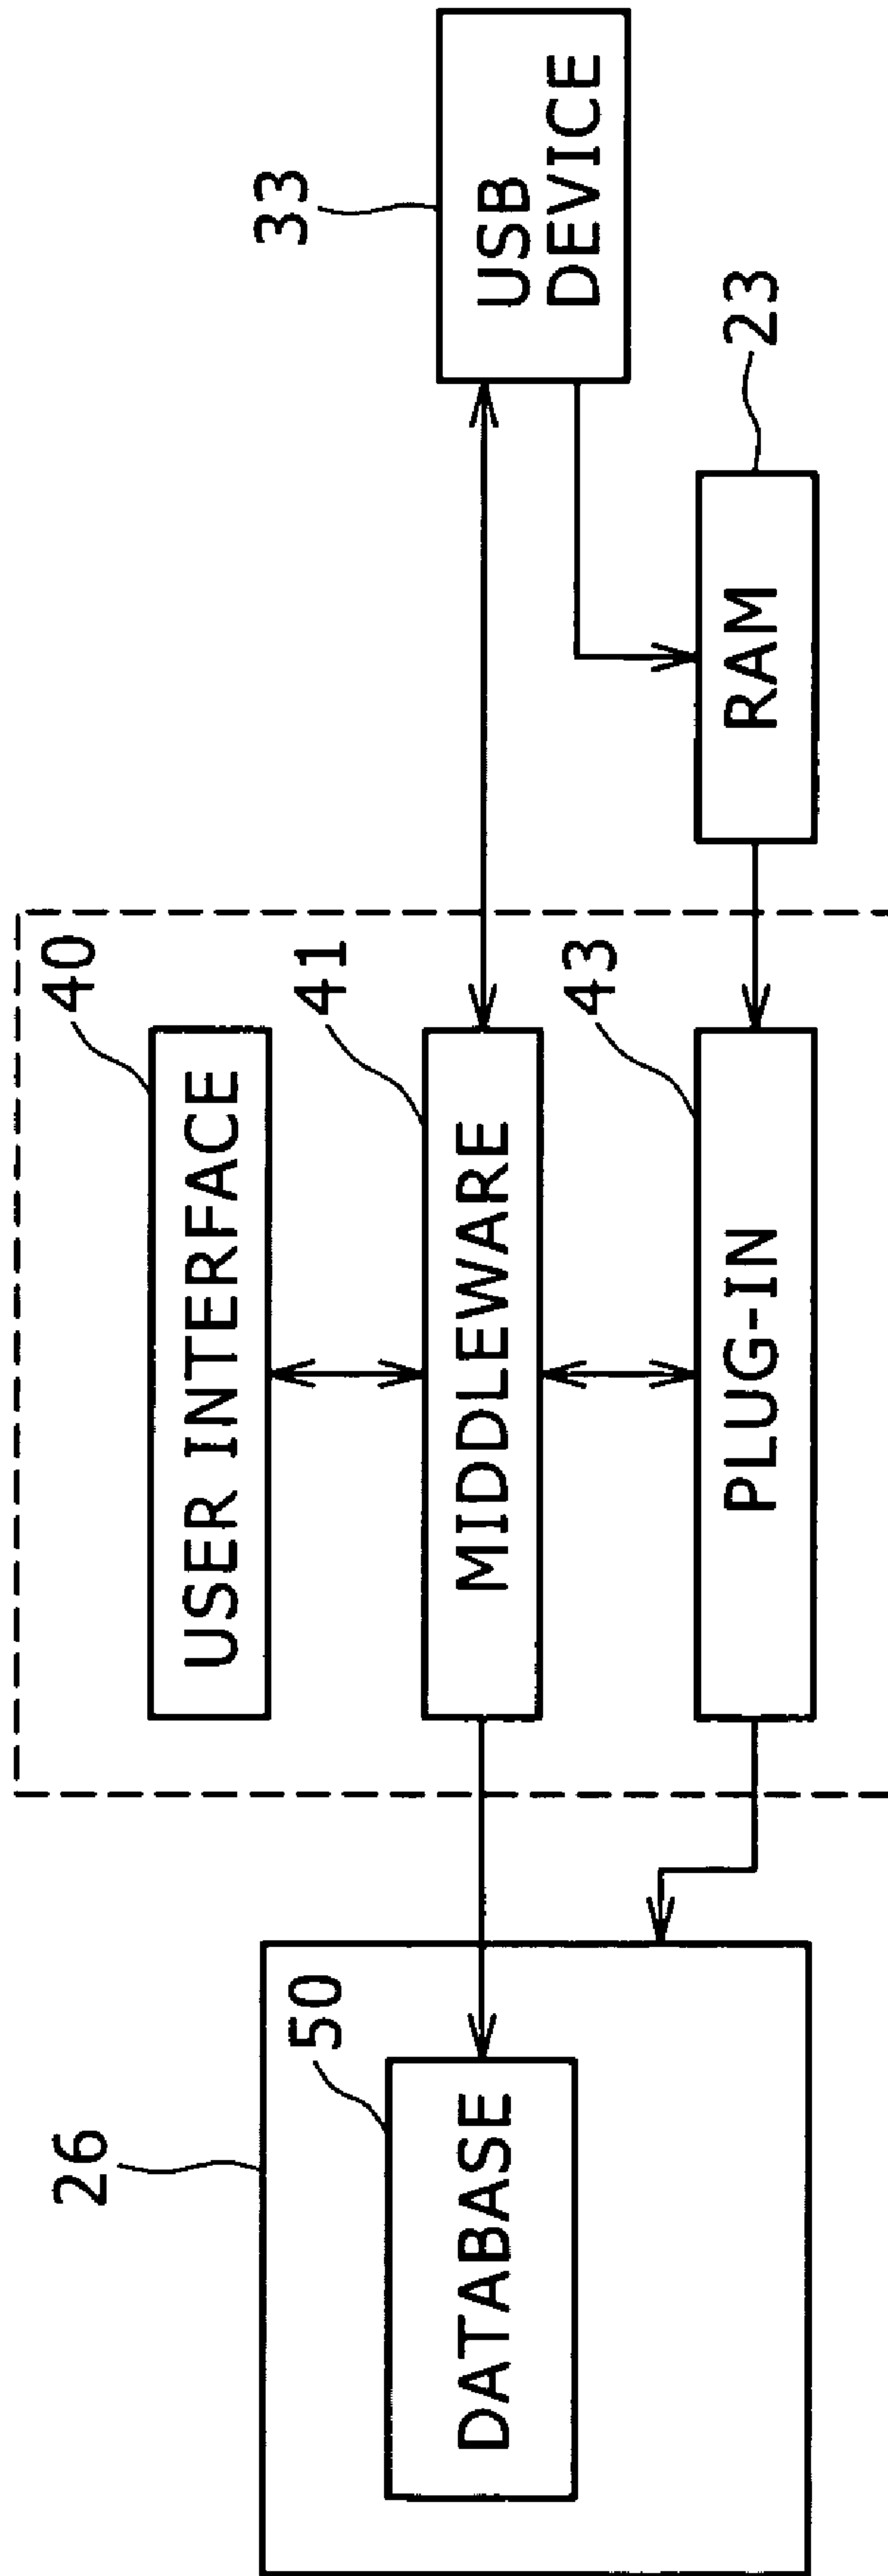 26
50
DATABASE
40
USER INTERFACE
41
MIDDLEWARE
43
PLUG-IN
33
USB
DEVICE
23
RAM